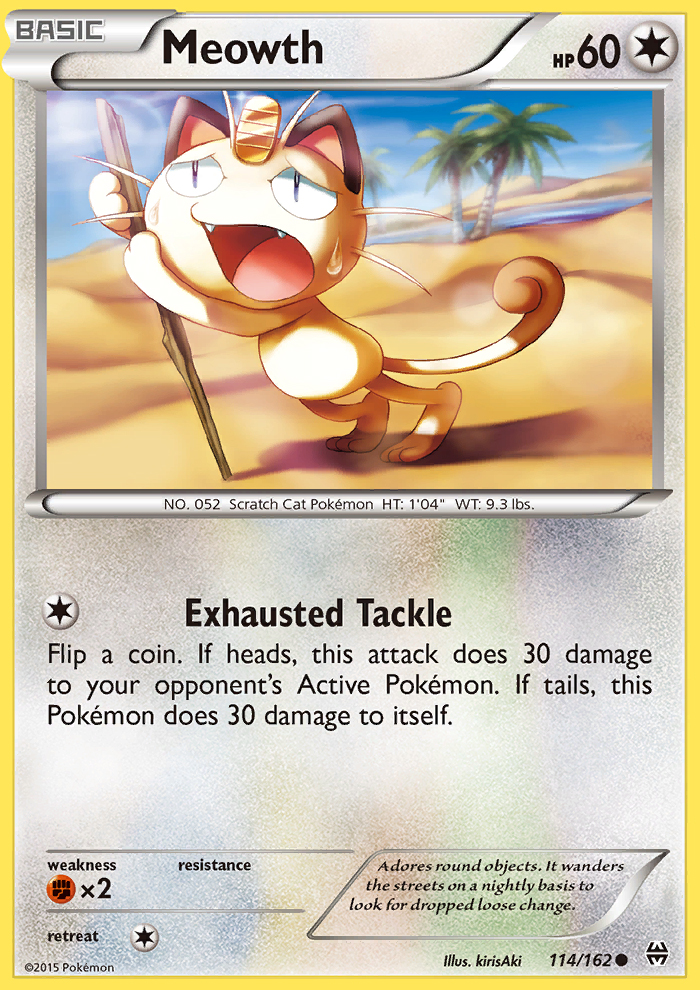 BASIC
Meowth
HP60
NO. 052 Scratch Cat Pokémon HT: 1'04" WT: 9.3 lbs.
Exhausted Tackle
Flip a coin. If heads, this attack does 30 damage
to your opponent's Active Pokémon. If tails, this
Pokémon does 30 damage to itself.
weakness resistance
×2
Adores round objects. It wanders
the streets on a nightly basis to
look for dropped loose change.
retreat
©2015 Pokémon
Illus. kirisAki 114/162